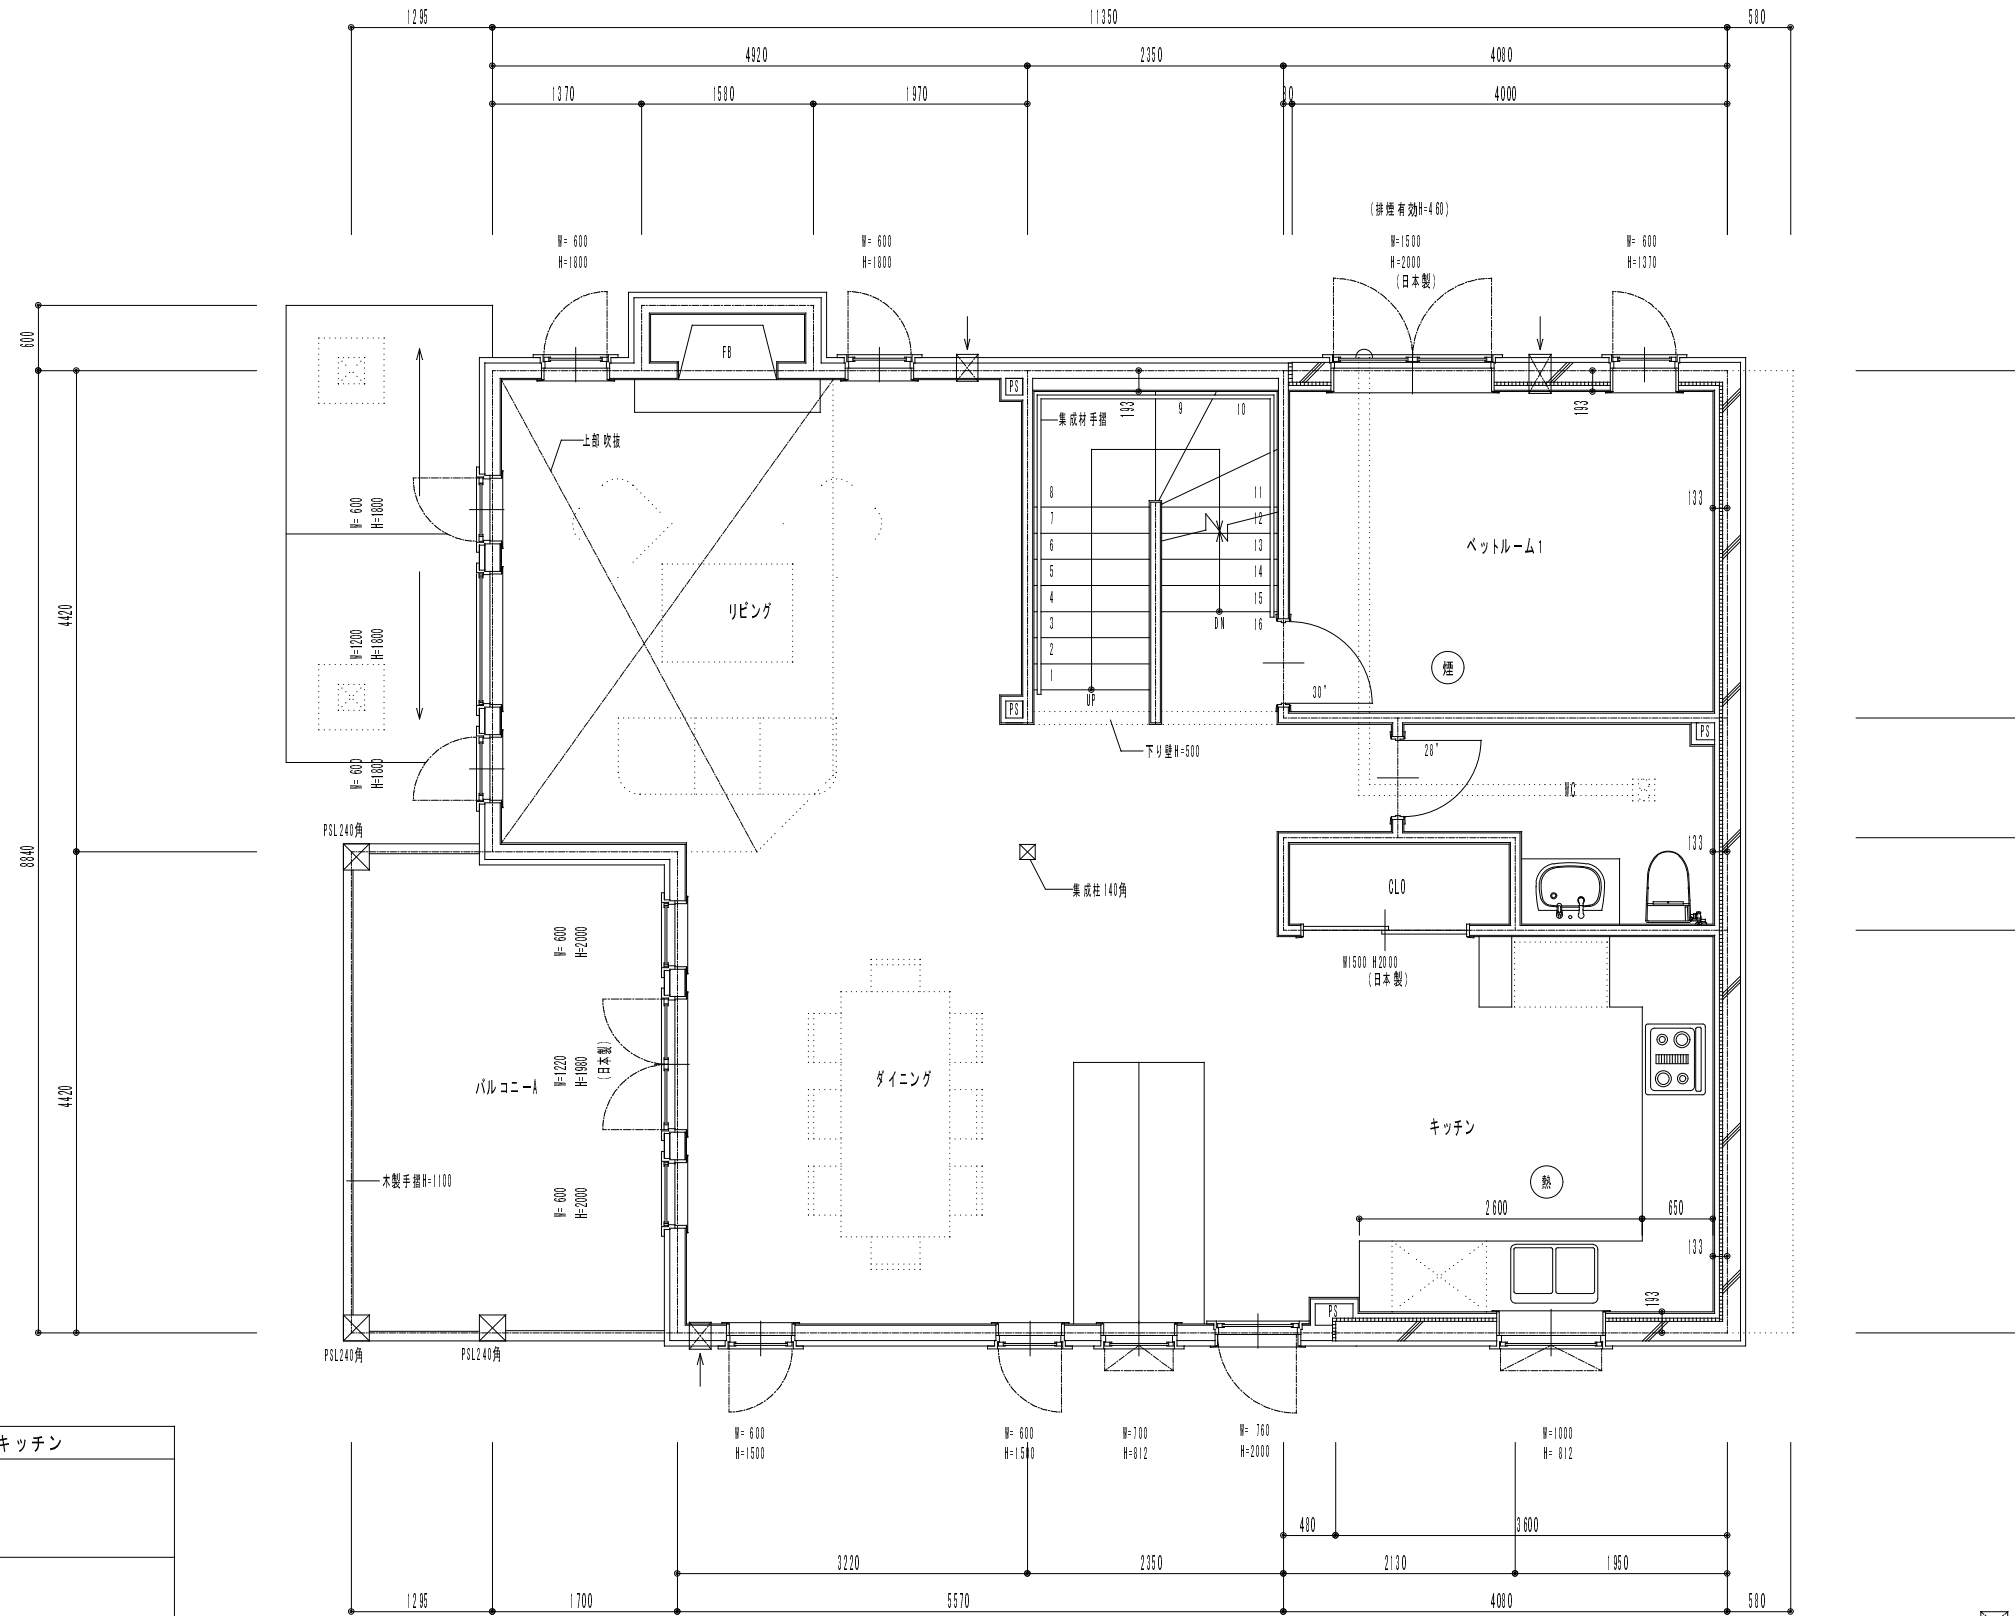 1295
11350
580
4920
2350
4080
1370
1580
1970
4000
(排煙有効H=460)
W= 600
H=1800
W= 600
H=1800
W=1500
H=2000
(日本製)
W= 600
H=1370
600
FB
PS
193
9
10
193
集成材手摺
上部吹抜
W= 600
H=1800
8
11
133
7
12
6
13
ベットルーム1
5
14
4
15
4420
リビング
3
DN
16
W=1200
H=1800
2
煙
1
30"
UP
PS
PS
下り壁H=500
28"
W= 600
H=1800
WC
PSL240角
8840
133
集成柱140角
CLO
W= 600
H=2000
W1500 H2000
(日本製)
4420
バルコニーA
W=1220
H=1980
(日本製)
ダイニング
キッチン
木製手摺H=1100
熱
W= 600
H=2000
2600
650
133
193
PS
PSL240角
PSL240角
W= 600
H=1500
W= 600
H=1500
W=700
H=812
W= 760
H=2000
W=1000
H= 812
キッチン
480
3600
3220
2350
2130
1950
1295
1700
5570
4080
580